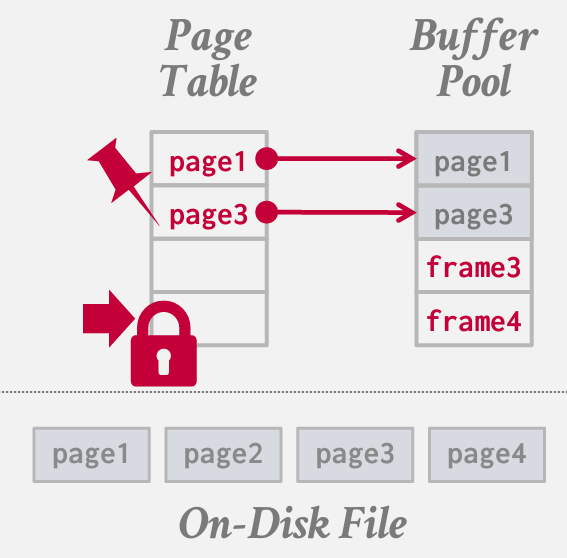 Page
Table
Buffer
Pool
page1
page1
page3
page3
frame3
frame4
page1
page2
page3
page4
On-Disk File